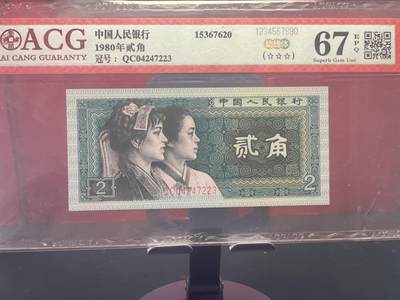 ACG
AI CANG GUARANTY
中国人民银行
1980年贰角
冠号：QC04247223
15367620
1234567890
(☆☆☆)
67 EPQ
Superb Gem Unc
中国人民银行
贰角
QC04247223
2
2